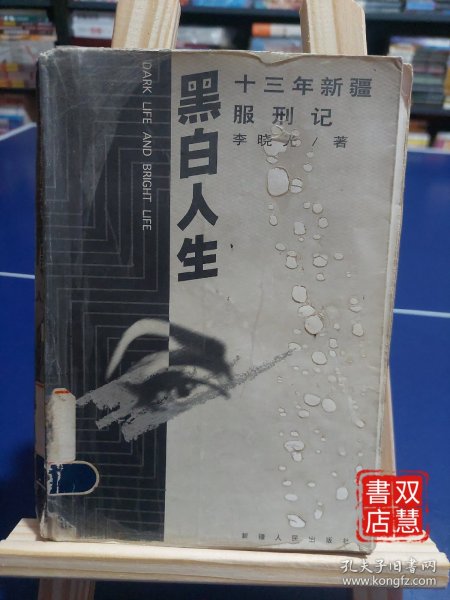 DARK LIFE AND BRIGHT LIFE
黑白人生
十三年新疆
服刑记
李晓光/著
新疆人民出版社
双慧
書店
孔夫子旧书网
www.kongfz.com